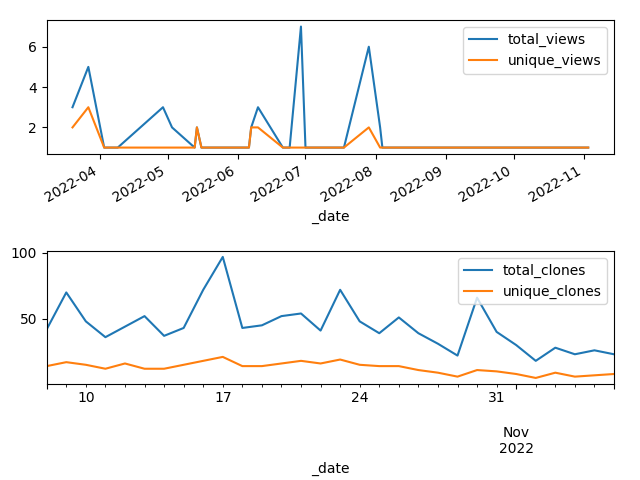 total_views
unique_views
6
4
2
2022-04
2022-05
2022-06
2022-07
2022-08
2022-09
2022-10
2022-11
_date
total_clones
unique_clones
100
50
10
17
24
31
Nov
2022
_date